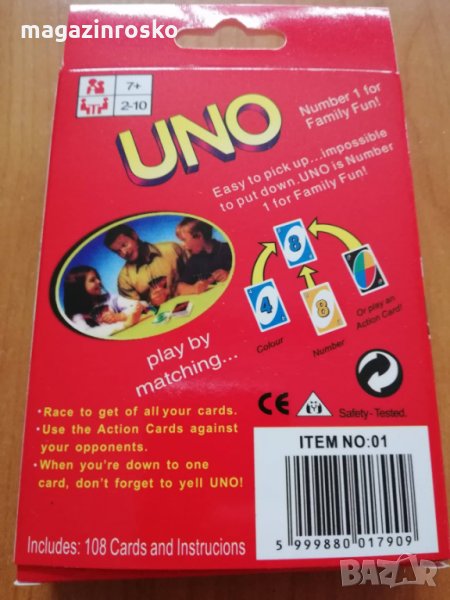 magazinrosko
7+
2-10
UNO
Number 1 for
Family Fun!
Easy to pick up...impossible
to put down.UNO is Number
1 for Family Fun!
8
4
8
Colour
Number
Or play an
Action Card!
play by
matching...
CE
Safety-Tested.
·Race to get of all your cards.
·Use the Action Cards against
your opponents.
·When you're down to one
card, don't forget to yell UNO!
ITEM NO:01
5 999880 017909
Includes: 108 Cards and Instrucions
BAZAR